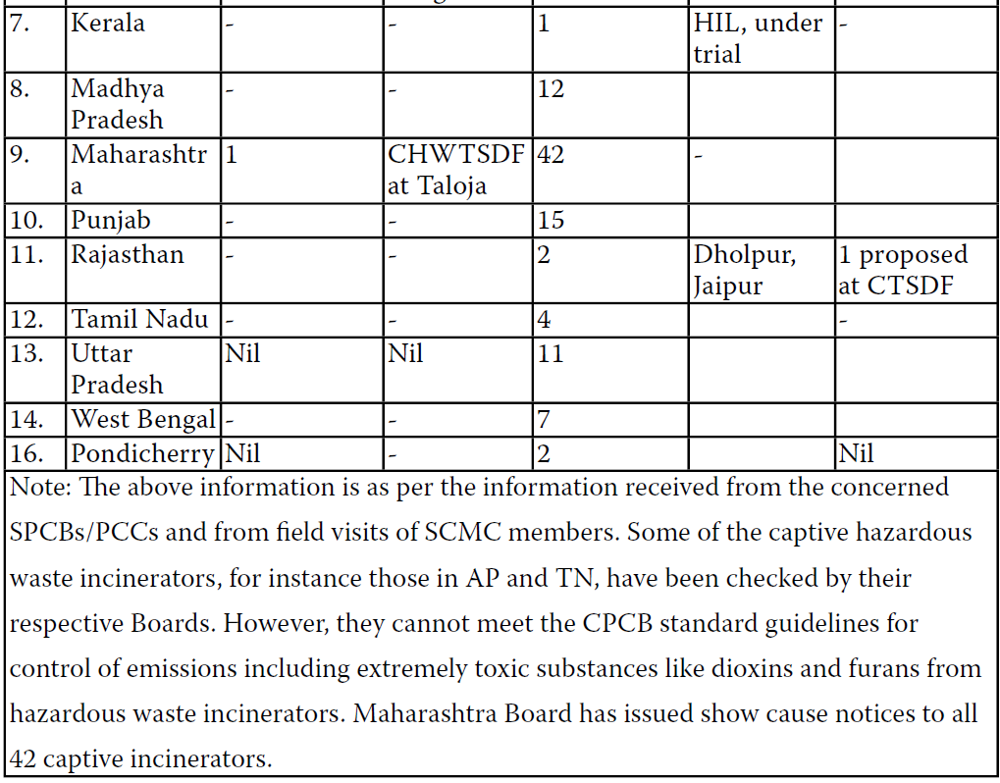 7. Kerala - - 1 HIL, under -
trial
8. Madhya - - 12
Pradesh
9. Maharashtr 1 CHWTSDF 42 -
a at Taloja
10. Punjab - - 15
11. Rajasthan - - 2 Dholpur, 1 proposed
Jaipur at CTSDF
12. Tamil Nadu - - 4 -
13. Uttar Nil Nil 11
Pradesh
14. West Bengal - - 7
16. Pondicherry Nil - 2 Nil
Note: The above information is as per the information received from the concerned
SPCBs/PCCs and from field visits of SCMC members. Some of the captive hazardous
waste incinerators, for instance those in AP and TN, have been checked by their
respective Boards. However, they cannot meet the CPCB standard guidelines for
control of emissions including extremely toxic substances like dioxins and furans from
hazardous waste incinerators. Maharashtra Board has issued show cause notices to all
42 captive incinerators.